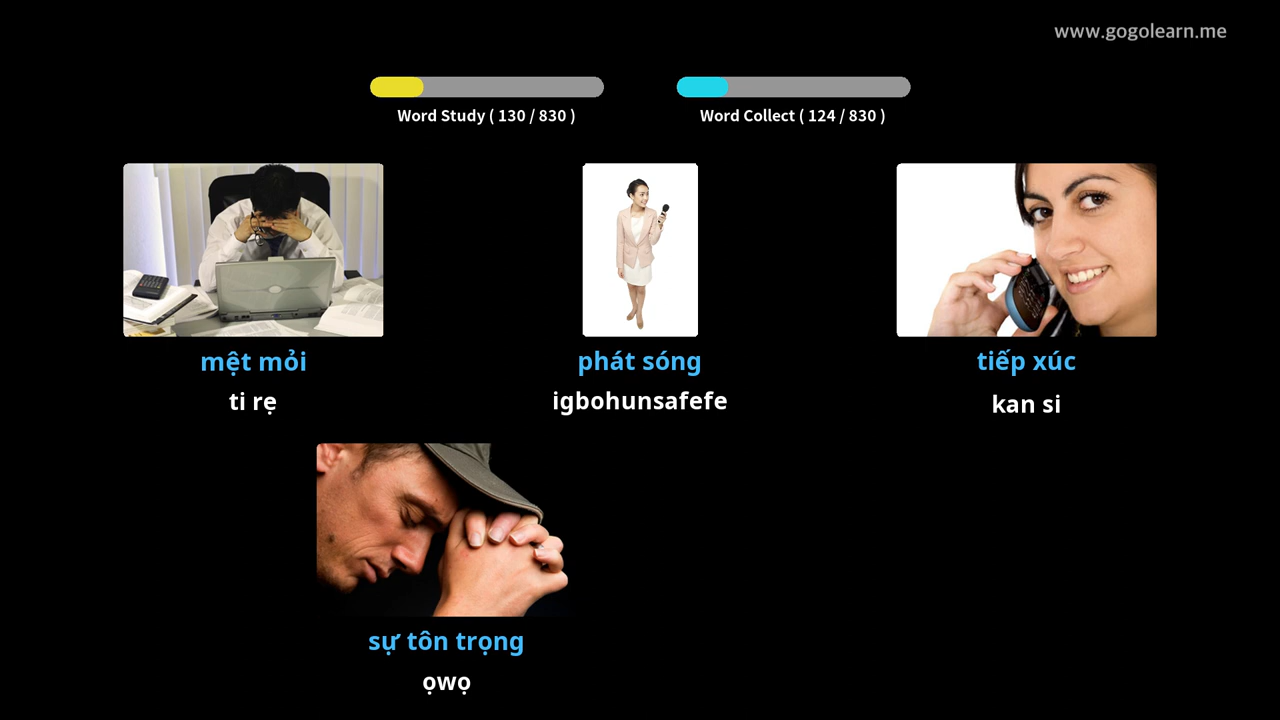 www.gogolearn.me
Word Study ( 130 / 830 )
Word Collect ( 124 / 830 )
mệt mỏi
ti rẹ
phát sóng
igbohunsafefe
tiếp xúc
kan si
sự tôn trọng
ọwọ